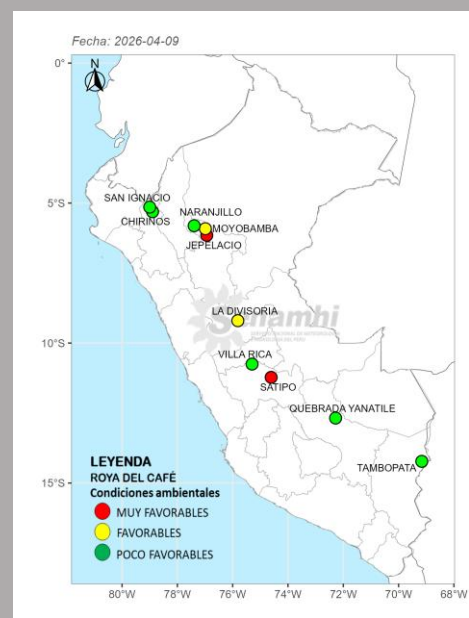 Fecha: 2026-04-09
N
0°
SAN IGNACIO
5°S
CHIRINOS
NARANJILLO
MOYOBAMBA
JEPELACIO
LA DIVISORIA
Senamhi
10°S
VILLA RICA
SATIPO
QUEBRADA YANATILE
TAMBOPATA
LEYENDA
ROYA DEL CAFÉ
Condiciones ambientales
15°S
MUY FAVORABLES
FAVORABLES
POCO FAVORABLES
80°W 78°W 76°W 74°W 72°W 70°W 68°W